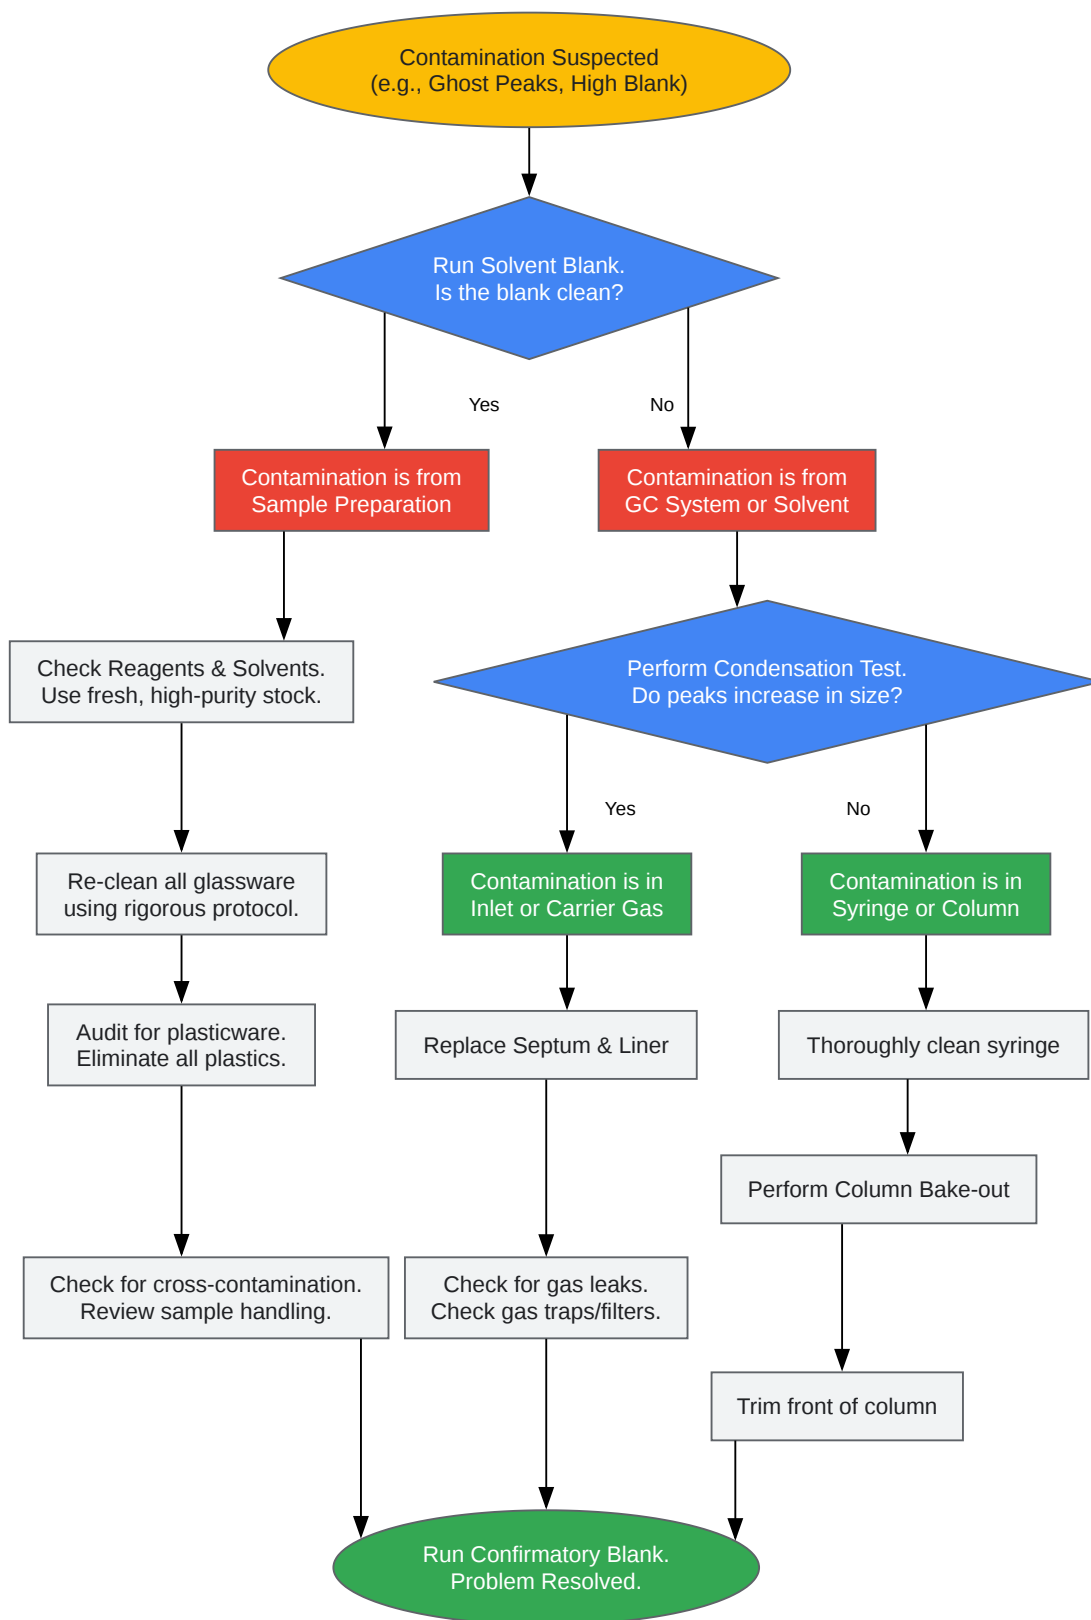 Contamination Suspected
(e.g., Ghost Peaks, High Blank)
Run Solvent Blank.
Is the blank clean?
Yes
No
Contamination is from
Sample Preparation
Contamination is from
GC System or Solvent
Check Reagents & Solvents.
Use fresh, high-purity stock.
Perform Condensation Test.
Do peaks increase in size?
Yes
No
Re-clean all glassware
using rigorous protocol.
Contamination is in
Inlet or Carrier Gas
Contamination is in
Syringe or Column
Audit for plasticware.
Eliminate all plastics.
Replace Septum & Liner
Thoroughly clean syringe
Perform Column Bake-out
Check for cross-contamination.
Review sample handling.
Check for gas leaks.
Check gas traps/filters.
Trim front of column
Run Confirmatory Blank.
Problem Resolved.